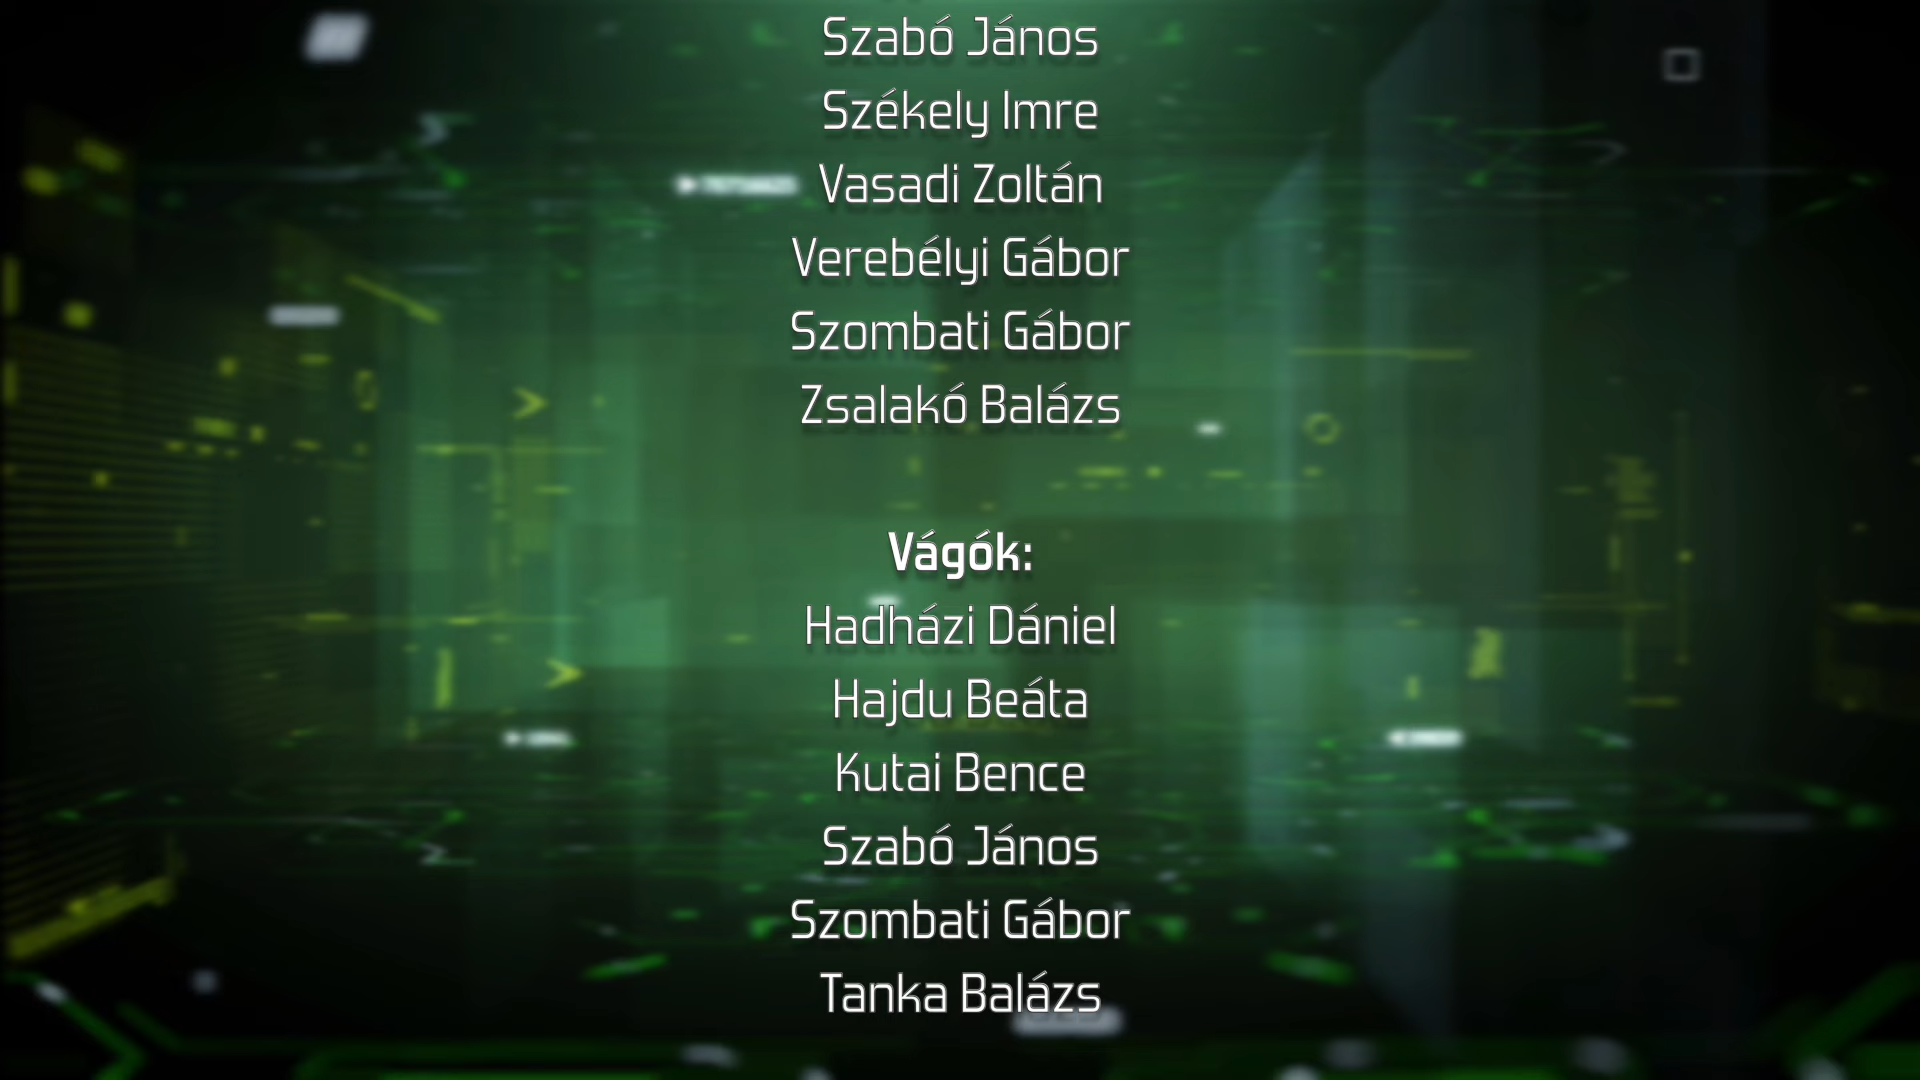 Szabó János
Székely Imre
Vasadi Zoltán
Verebélyi Gábor
Szombati Gábor
Zsalakó Balázs
Vágók:
Hadházi Dániel
Hajdu Beáta
Kutai Bence
Szabó János
Szombati Gábor
Tanka Balázs